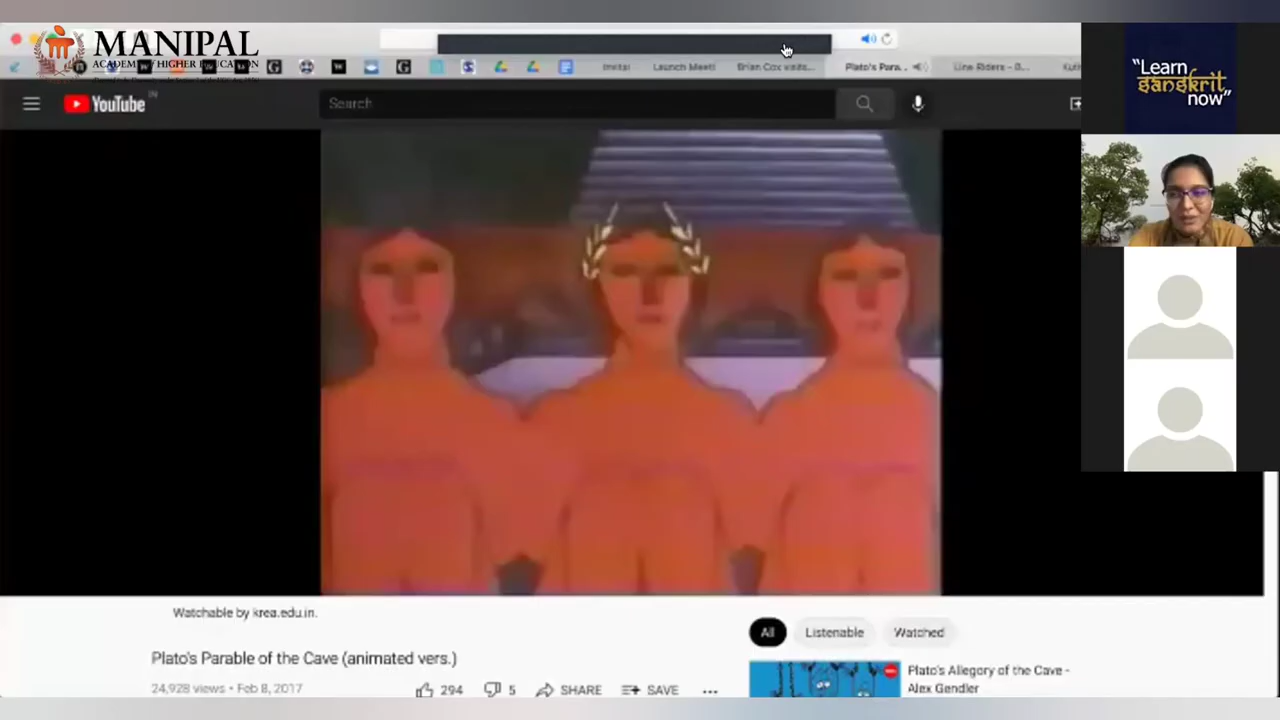 MANIPAL
ACADEMY of HIGHER EDUCATION
Launch Meeti
Brian Cox visits...
Plato's Para...
Line Riders - B...
YouTube
IN
Search
"Learn
sanskrit
now"
Watchable by krea.edu.in.
All
Listenable
Watched
Plato's Parable of the Cave (animated vers.)
24,928 views • Feb 8, 2017
294
5
SHARE
SAVE
Plato's Allegory of the Cave -
Alex Gendler